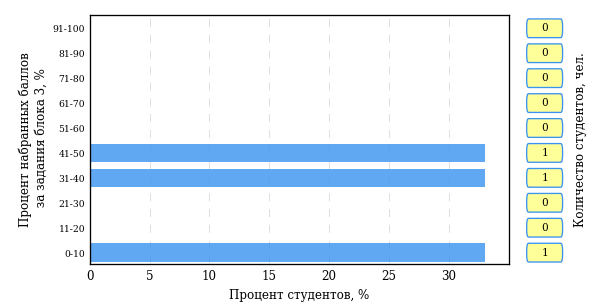 Процент набранных баллов
за задания блока 3, %
91-100 0
81-90 0
71-80 0
61-70 0
51-60 0
41-50 1
31-40 1
21-30 0
11-20 0
0-10 1
0 5 10 15 20 25 30
Процент студентов, %
Количество студентов, чел.